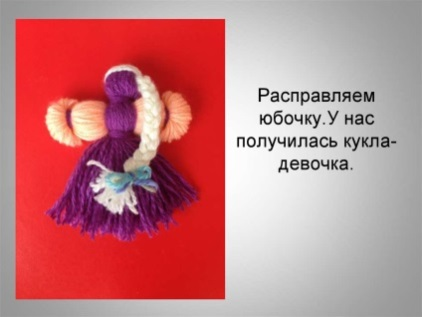 Расправляем
юбочку.У нас
получилась кукла-
девочка.